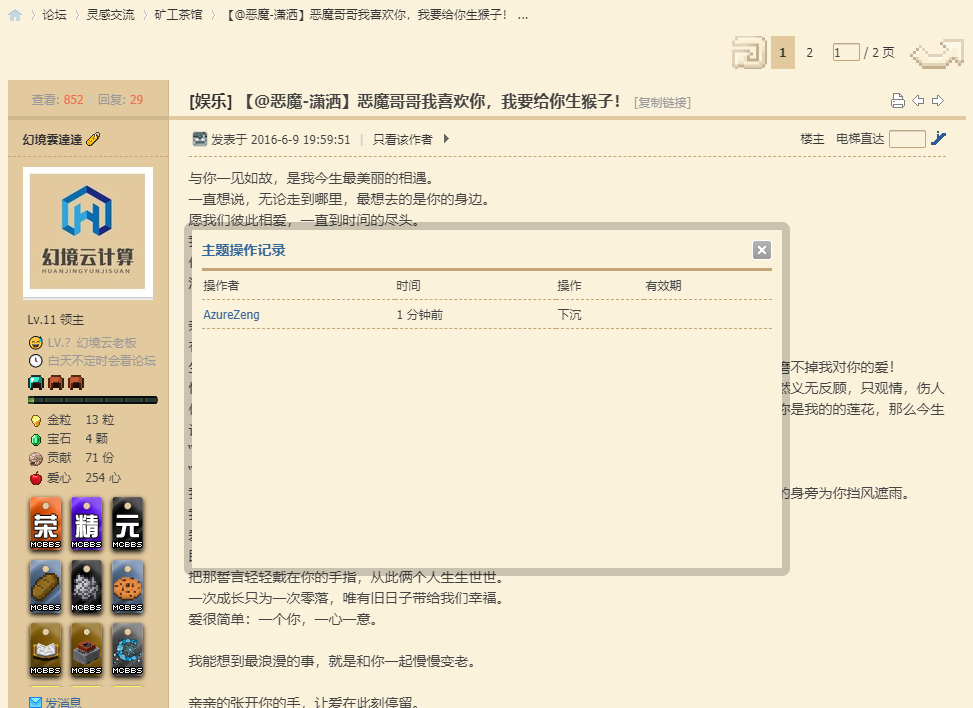 论坛 灵感交流 矿工茶馆 【@恶魔-潇洒】恶魔哥哥我喜欢你，我要给你生猴子！ ...
1 2 1 / 2 页
查看: 852 回复: 29
[娱乐] 【@恶魔-潇洒】恶魔哥哥我喜欢你，我要给你生猴子！ [复制链接]
幻境雲達達
发表于 2016-6-9 19:59:51 | 只看该作者
楼主 电梯直达
幻境云计算
HUANJINGYUNJISUAN
Lv.11 领主
LV.？幻境云老板
白天不定时会看论坛
金粒 13 粒
宝石 4 颗
贡献 71 份
爱心 254 心
荣 MCBBS
精 MCBBS
元 MCBBS
MCBBS
MCBBS
MCBBS
MCBBS
MCBBS
MCBBS
发消息
与你一见如故，是我今生最美丽的相遇。
一直想说，无论走到哪里，最想去的是你的身边。
愿我们彼此相爱，一直到时间的尽头。
主题操作记录
操作者 时间 操作 有效期
AzureZeng 1 分钟前 下沉
不掉我对你的爱！
然义无反顾，只观情，伤人
你是我的的莲花，那么今生
的身旁为你挡风遮雨。
把那誓言轻轻戴在你的手指，从此俩个人生生世世。
一次成长只为一次零落，唯有旧日子带给我们幸福。
爱很简单：一个你，一心一意。
我能想到最浪漫的事，就是和你一起慢慢变老。
亲亲的张开你的手，让爱在此刻停留。